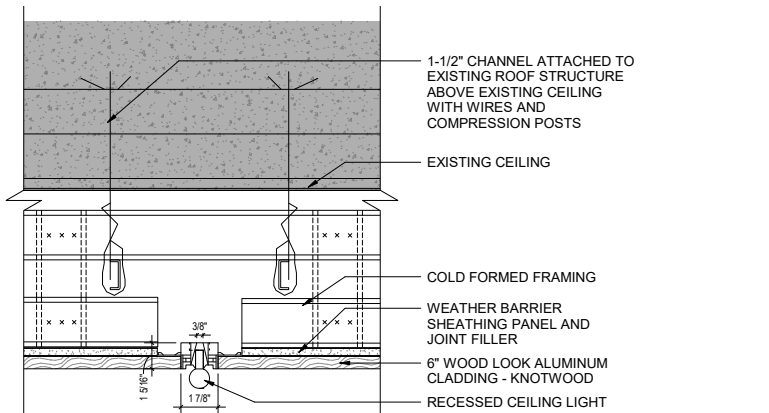 1-1/2" CHANNEL ATTACHED TO
EXISTING ROOF STRUCTURE
ABOVE EXISTING CEILING
WITH WIRES AND
COMPRESSION POSTS
EXISTING CEILING
COLD FORMED FRAMING
WEATHER BARRIER
SHEATHING PANEL AND
JOINT FILLER
6" WOOD LOOK ALUMINUM
CLADDING - KNOTWOOD
RECESSED CEILING LIGHT
3/8"
1 5/16"
1 7/8"